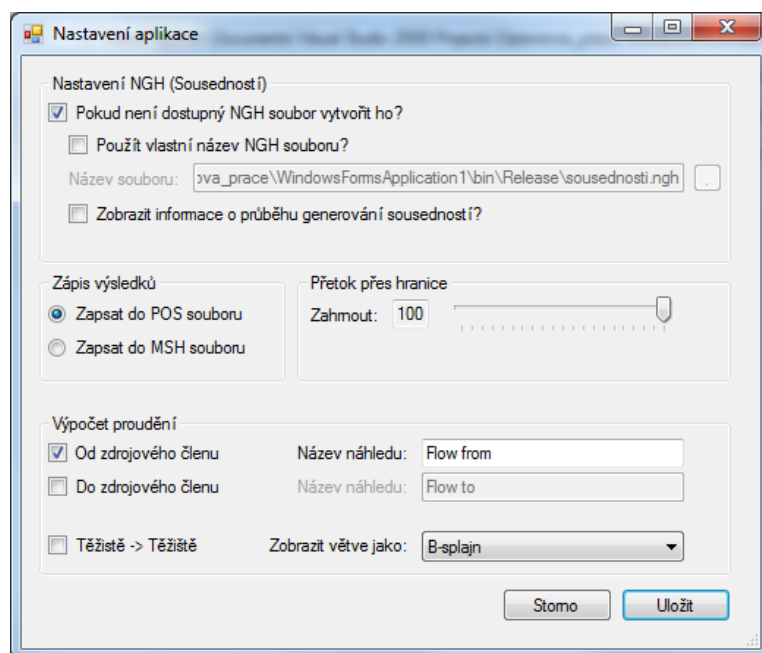 Nastavení aplikace
Nastavení NGH (Sousedností)
Pokud není dostupný NGH soubor vytvořit ho?
Použít vlastní název NGH souboru?
Název souboru: ova_prace\WindowsFormsApplication1\bin\Release\sousednosti.ngh .
Zobrazit informace o průběhu generování sousedností?
Zápis výsledků
Zapsat do POS souboru
Zapsat do MSH souboru
Přetok přes hranice
Zahrnout: 100
Výpočet proudění
Od zdrojového členu Název náhledu: Flow from
Do zdrojového členu Název náhledu: Flow to
Těžistě -> Těžiště Zobrazit větve jako: B-splajn
Storno Uložit